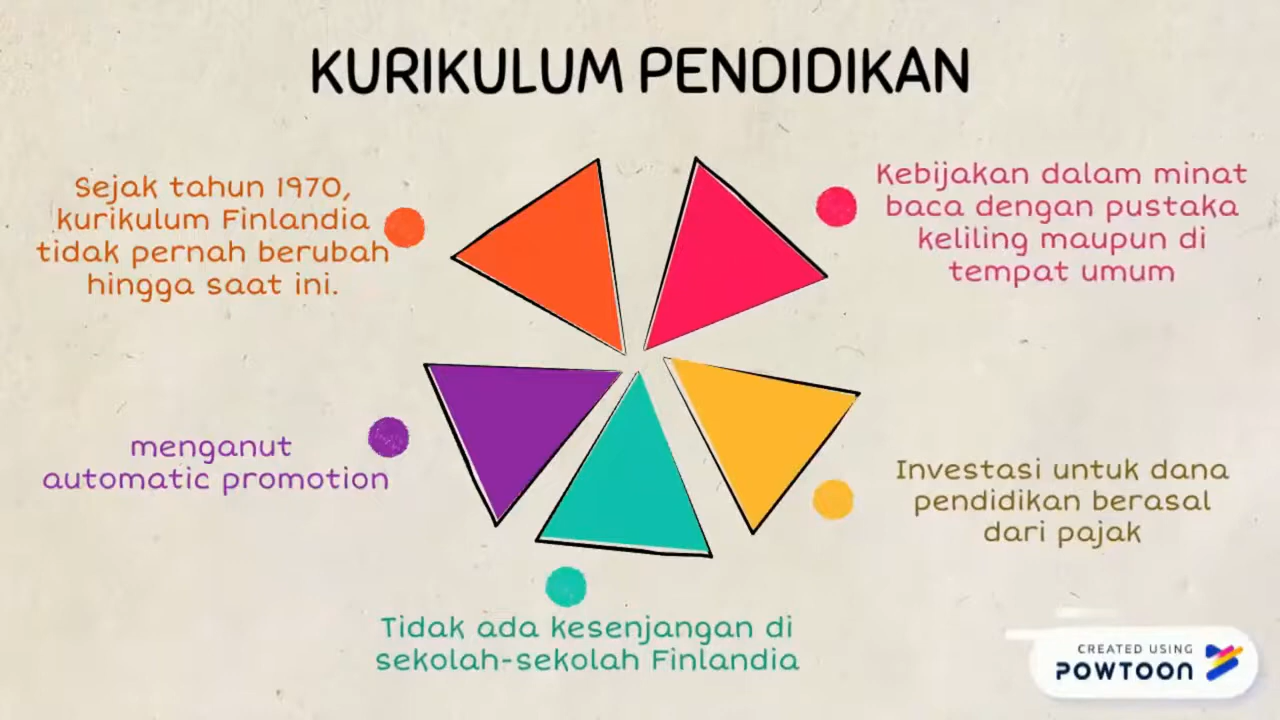 KURIKULUM PENDIDIKAN
Sejak tahun 1970,
kurikulum Finlandia
tidak pernah berubah
hingga saat ini.
Kebijakan dalam minat
baca dengan pustaka
keliling maupun di
tempat umum
menganut
automatic promotion
Investasi untuk dana
pendidikan berasal
dari pajak
Tidak ada kesenjangan di
sekolah-sekolah Finlandia
CREATED USING
POWTOON